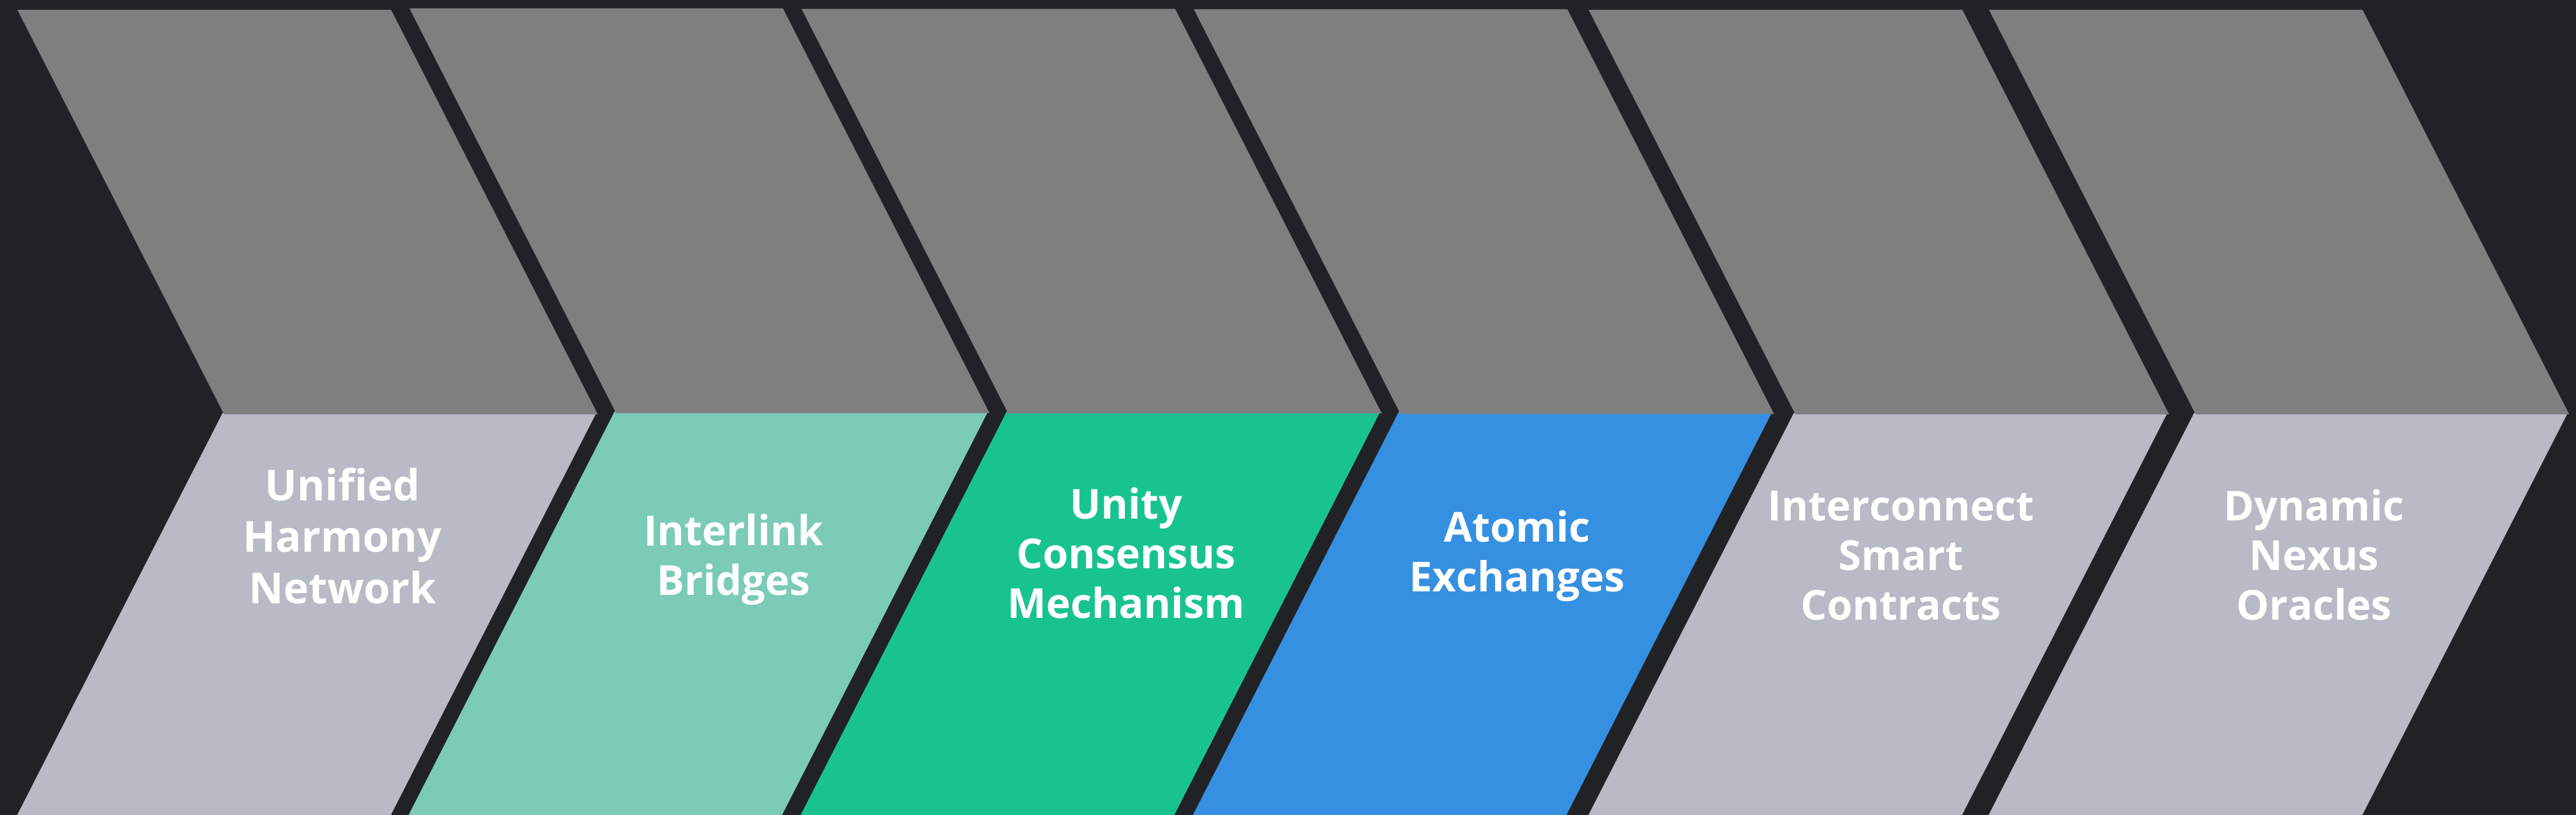 Unified
Harmony
Network
Interlink
Bridges
Unity
Consensus
Mechanism
Atomic
Exchanges
Interconnect
Smart
Contracts
Dynamic
Nexus
Oracles